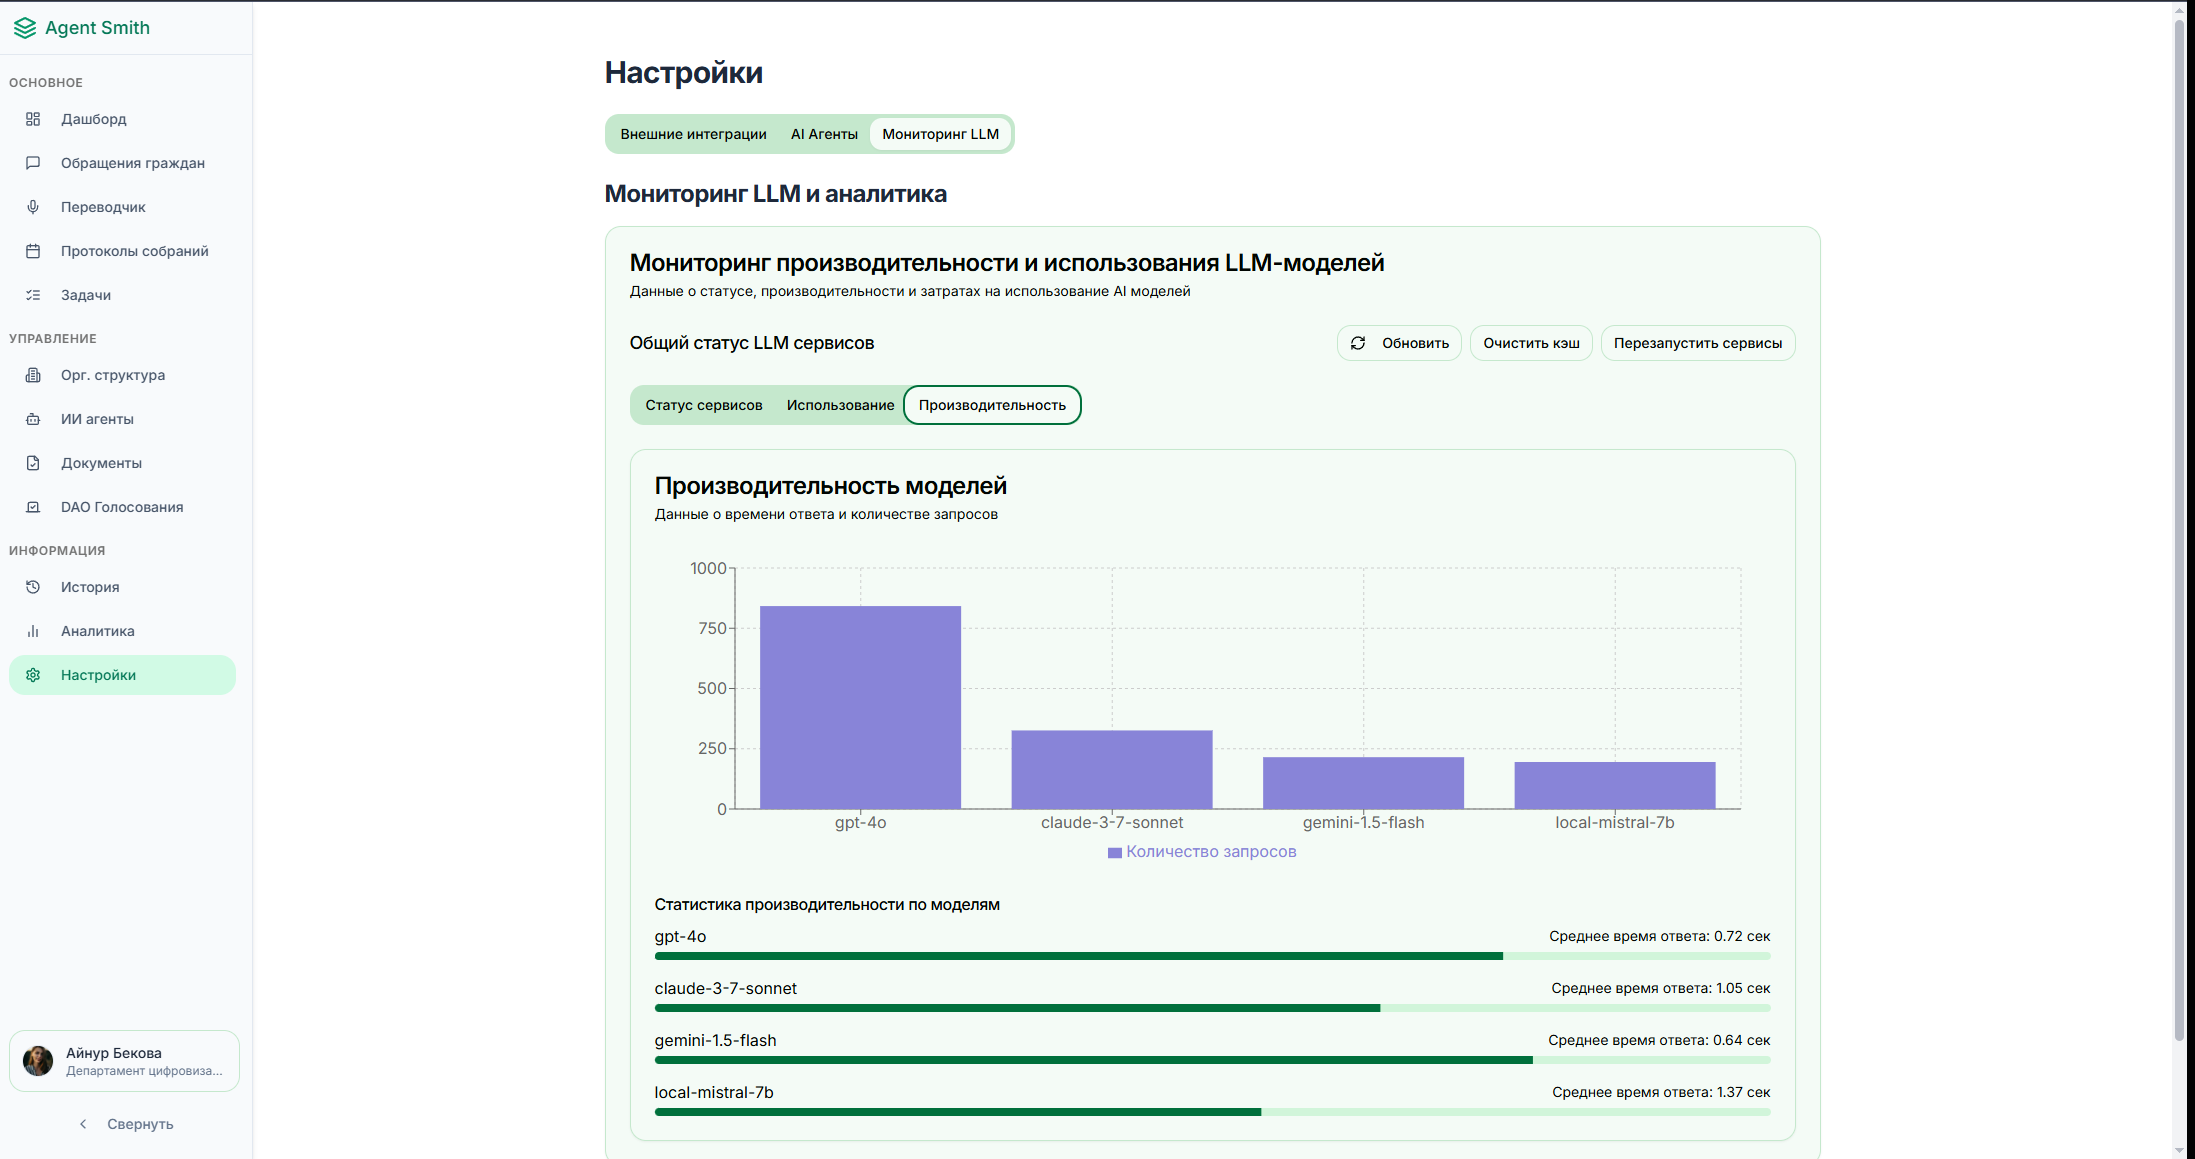 Agent Smith
ОСНОВНОЕ
Дашборд
Обращения граждан
Переводчик
Протоколы собраний
Задачи
УПРАВЛЕНИЕ
Орг. структура
ИИ агенты
Документы
DAO Голосования
ИНФОРМАЦИЯ
История
Аналитика
Настройки
Айнур Бекова
Департамент цифровиза...
Свернуть
Настройки
Внешние интеграции
AI Агенты
Мониторинг LLM
Мониторинг LLM и аналитика
Мониторинг производительности и использования LLM-моделей
Данные о статусе, производительности и затратах на использование AI моделей
Общий статус LLM сервисов
Обновить
Очистить кэш
Перезапустить сервисы
Статус сервисов
Использование
Производительность
Производительность моделей
Данные о времени ответа и количестве запросов
1000
750
500
250
0
gpt-4o
claude-3-7-sonnet
gemini-1.5-flash
local-mistral-7b
Количество запросов
Статистика производительности по моделям
gpt-4o
Среднее время ответа: 0.72 сек
claude-3-7-sonnet
Среднее время ответа: 1.05 сек
gemini-1.5-flash
Среднее время ответа: 0.64 сек
local-mistral-7b
Среднее время ответа: 1.37 сек